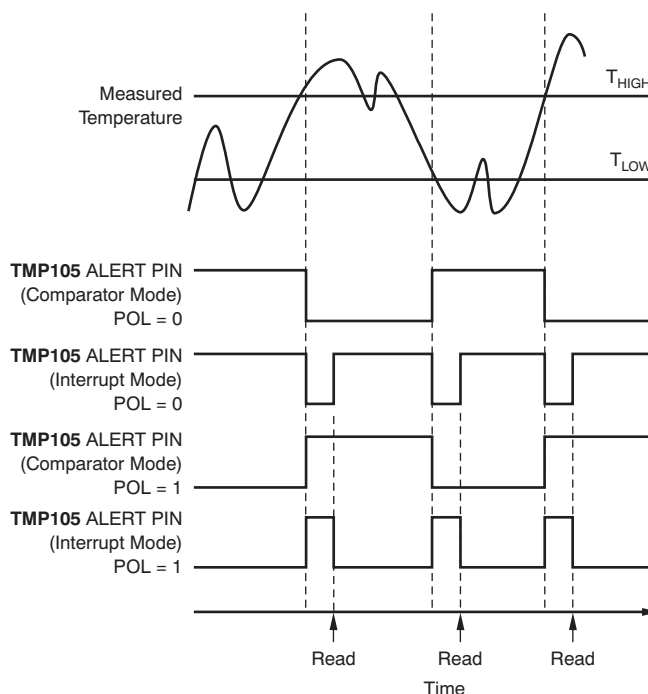 Measured
Temperature
THIGH
TLOW
TMP105 ALERT PIN
(Comparator Mode)
POL = 0
TMP105 ALERT PIN
(Interrupt Mode)
POL = 0
TMP105 ALERT PIN
(Comparator Mode)
POL = 1
TMP105 ALERT PIN
(Interrupt Mode)
POL = 1
Read Read Read
Time